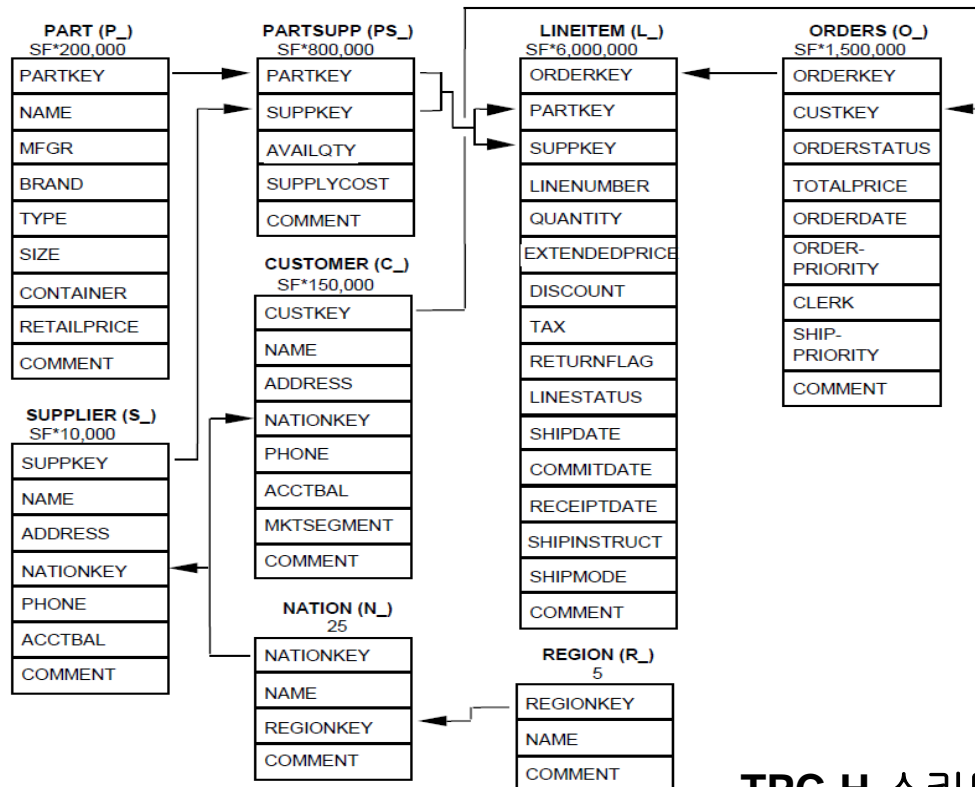 PART (P_)
SF*200,000
PARTKEY
NAME
MFGR
BRAND
TYPE
SIZE
CONTAINER
RETAILPRICE
COMMENT
SUPPLIER (S_)
SF*10,000
SUPPKEY
NAME
ADDRESS
NATIONKEY
PHONE
ACCTBAL
COMMENT
PARTSUPP (PS_)
SF*800,000
PARTKEY
SUPPKEY
AVAILQTY
SUPPLYCOST
COMMENT
CUSTOMER (C_)
SF*150,000
CUSTKEY
NAME
ADDRESS
NATIONKEY
PHONE
ACCTBAL
MKTSEGMENT
COMMENT
NATION (N_)
25
NATIONKEY
NAME
REGIONKEY
COMMENT
LINEITEM (L_)
SF*6,000,000
ORDERKEY
PARTKEY
SUPPKEY
LINENUMBER
QUANTITY
EXTENDEDPRICE
DISCOUNT
TAX
RETURNFLAG
LINESTATUS
SHIPDATE
COMMITDATE
RECEIPTDATE
SHIPINSTRUCT
SHIPMODE
COMMENT
REGION (R_)
5
REGIONKEY
NAME
COMMENT
ORDERS (O_)
SF*1,500,000
ORDERKEY
CUSTKEY
ORDERSTATUS
TOTALPRICE
ORDERDATE
ORDER-
PRIORITY
CLERK
SHIP-
PRIORITY
COMMENT
TPC-H